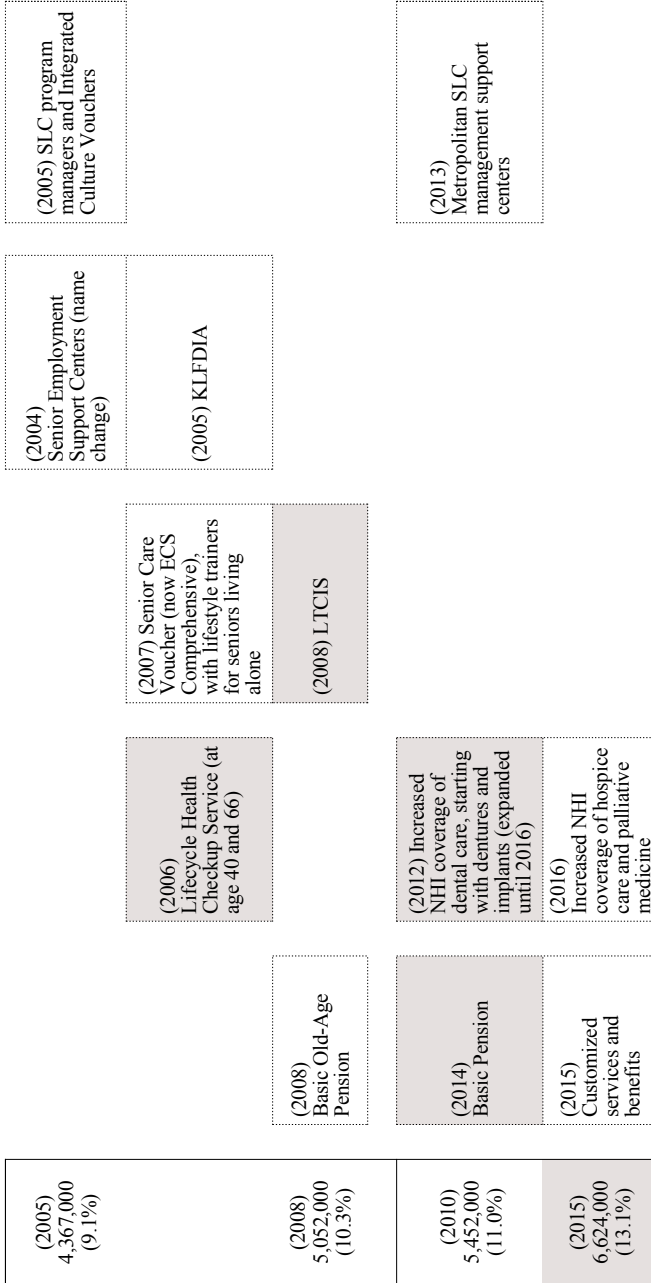 (2005)
4,367,000
(9.1%)
(2004)
Senior Employment
Support Centers (name
change)
(2005) SLC program
managers and Integrated
Culture Vouchers
(2006)
Lifecycle Health
Checkup Service (at
age 40 and 66)
(2007) Senior Care
Voucher (now ECS
Comprehensive),
with lifestyle trainers
for seniors living
alone
(2005) KLFDIA
(2008)
5,052,000
(10.3%)
(2008)
Basic Old-Age
Pension
(2008) LTCIS
(2010)
5,452,000
(11.0%)
(2014)
Basic Pension
(2012) Increased
NHI coverage of
dental care, starting
with dentures and
implants (expanded
until 2016)
(2013)
Metropolitan SLC
management support
centers
(2015)
6,624,000
(13.1%)
(2015)
Customized
services and
benefits
(2016)
Increased NHI
coverage of hospice
care and palliative
medicine